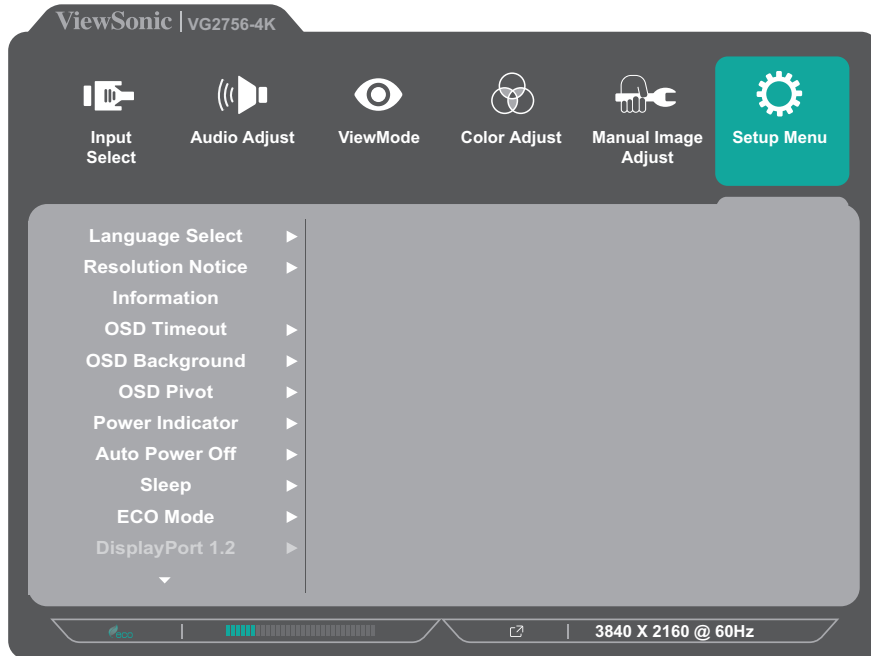 ViewSonic VG2756-4K
Input Select
Audio Adjust
ViewMode
Color Adjust
Manual Image Adjust
Setup Menu
Language Select
Resolution Notice
Information
OSD Timeout
OSD Background
OSD Pivot
Power Indicator
Auto Power Off
Sleep
ECO Mode
DisplayPort 1.2
eco
3840 X 2160 @ 60Hz